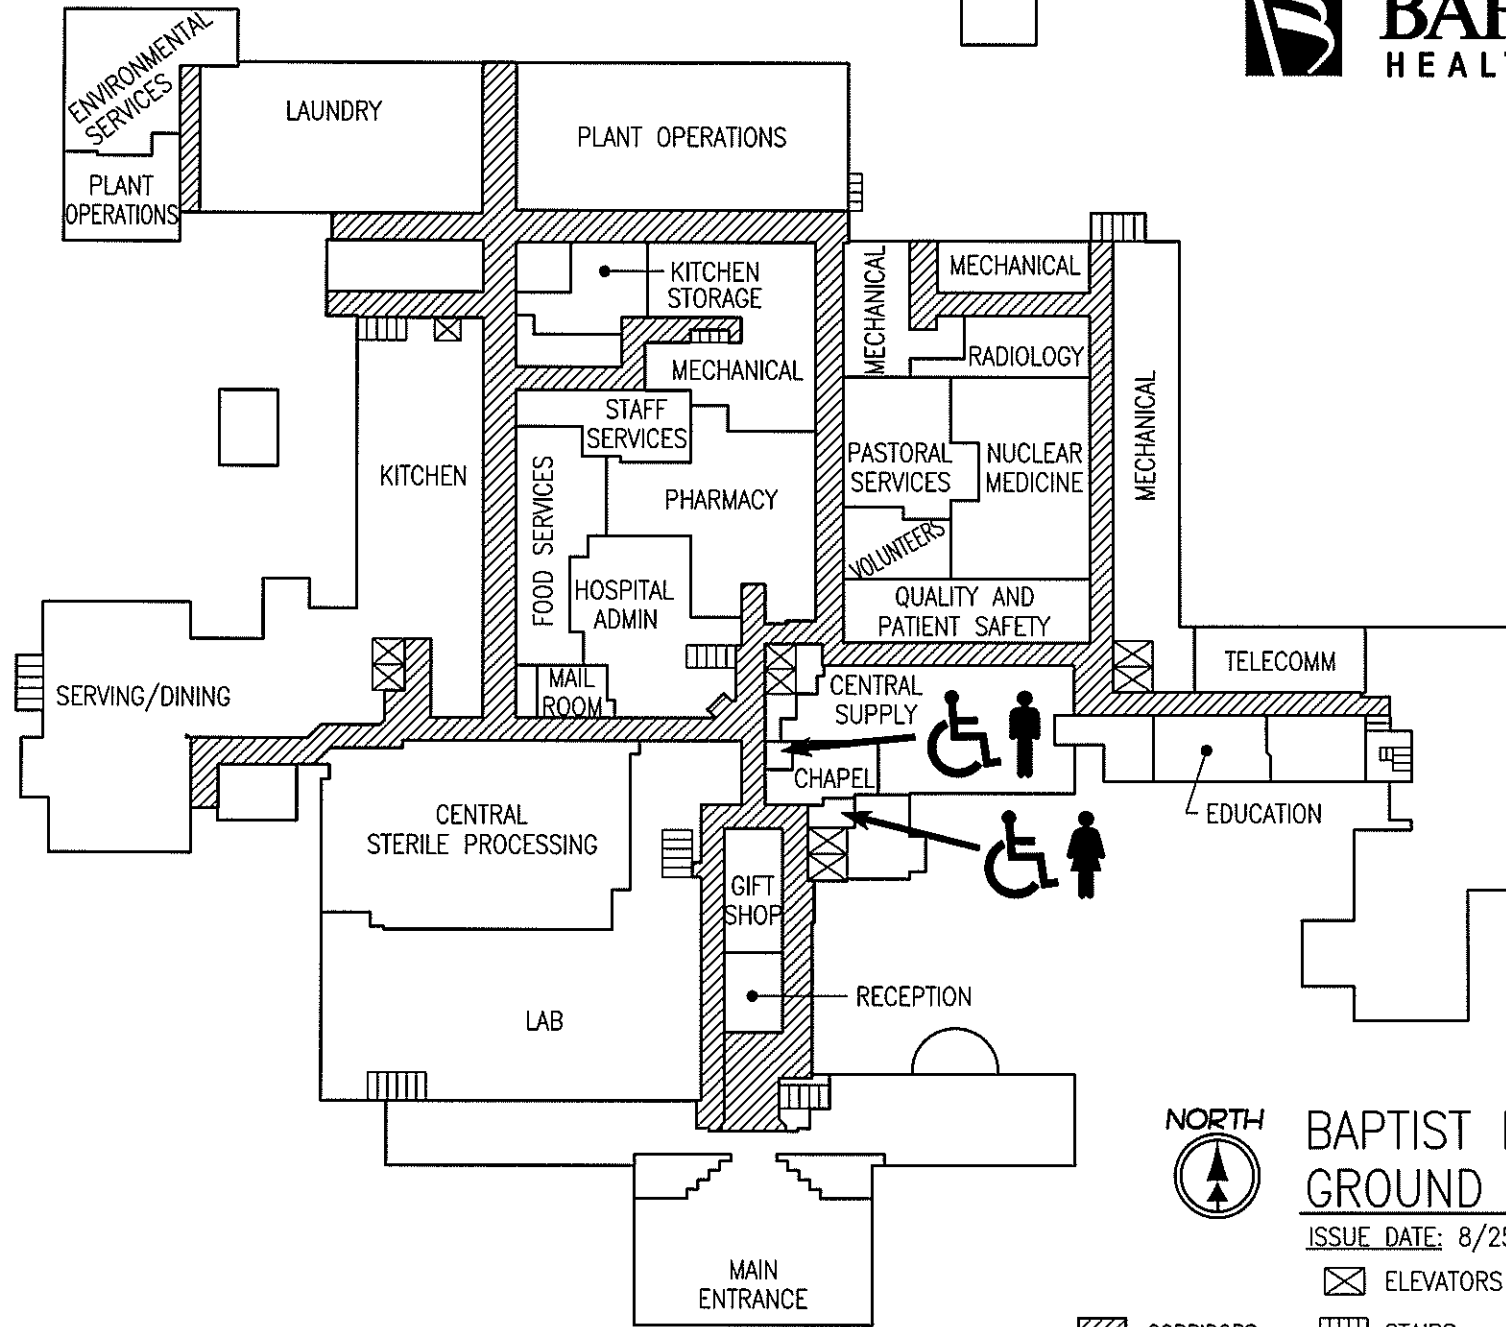 HEALT
ENVIRONMENTAL
SERVICES
LAUNDRY
PLANT OPERATIONS
PLANT
OPERATIONS
KITCHEN
STORAGE
MECHANICAL
MECHANICAL
RADIOLOGY
MECHANICAL
STAFF
SERVICES
MECHANICAL
KITCHEN
FOOD SERVICES
PHARMACY
PASTORAL
SERVICES
NUCLEAR
MEDICINE
VOLUNTEERS
HOSPITAL
ADMIN
QUALITY AND
PATIENT SAFETY
TELECOMM
MAIL
ROOM
SERVING/DINING
CENTRAL
SUPPLY
CHAPEL
EDUCATION
CENTRAL
STERILE PROCESSING
GIFT
SHOP
RECEPTION
LAB
MAIN
ENTRANCE
NORTH
BAPTIST
GROUND
ISSUE DATE: 8/25
ELEVATORS